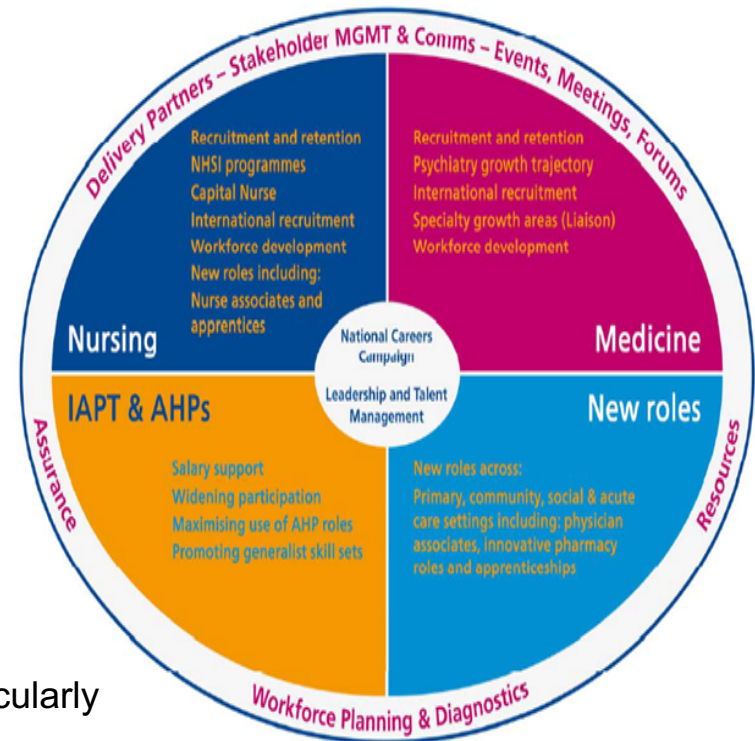 Delivery Partners – Stakeholder MGMT & Comms – Events, Meetings, Forums
Recruitment and retention
NHSI programmes
Capital Nurse
International recruitment
Workforce development
New roles including:
Nurse associates and
apprentices
Nursing
Recruitment and retention
Psychiatry growth trajectory
International recruitment
Specialty growth areas (Liaison)
Workforce development
Medicine
National Careers
Campaign
Leadership and Talent
Management
IAPT & AHPs
Salary support
Widening participation
Maximising use of AHP roles
Promoting generalist skill sets
New roles
New roles across:
Primary, community, social & acute
care settings including: physician
associates, innovative pharmacy
roles and apprenticeships
Assurance
Resources
Workforce Planning & Diagnostics
cularly